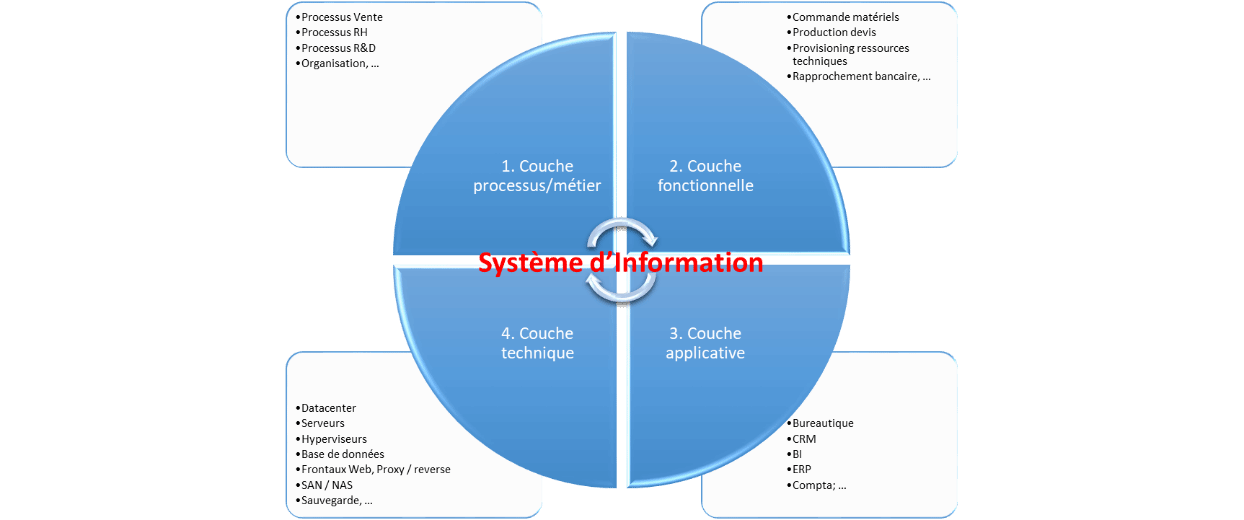 •Processus Vente
•Processus RH
•Processus R&D
•Organisation, ...
•Commande matériels
•Production devis
•Provisioning ressources
techniques
•Rapprochement bancaire, ...
1. Couche
processus/métier
2. Couche
fonctionnelle
Système d’Information
4. Couche
technique
3. Couche
applicative
•Datacenter
•Serveurs
•Hyperviseurs
•Base de données
•Frontaux Web, Proxy / reverse
•SAN / NAS
•Sauvegarde, ...
•Bureautique
•CRM
•BI
•ERP
•Compta; ...